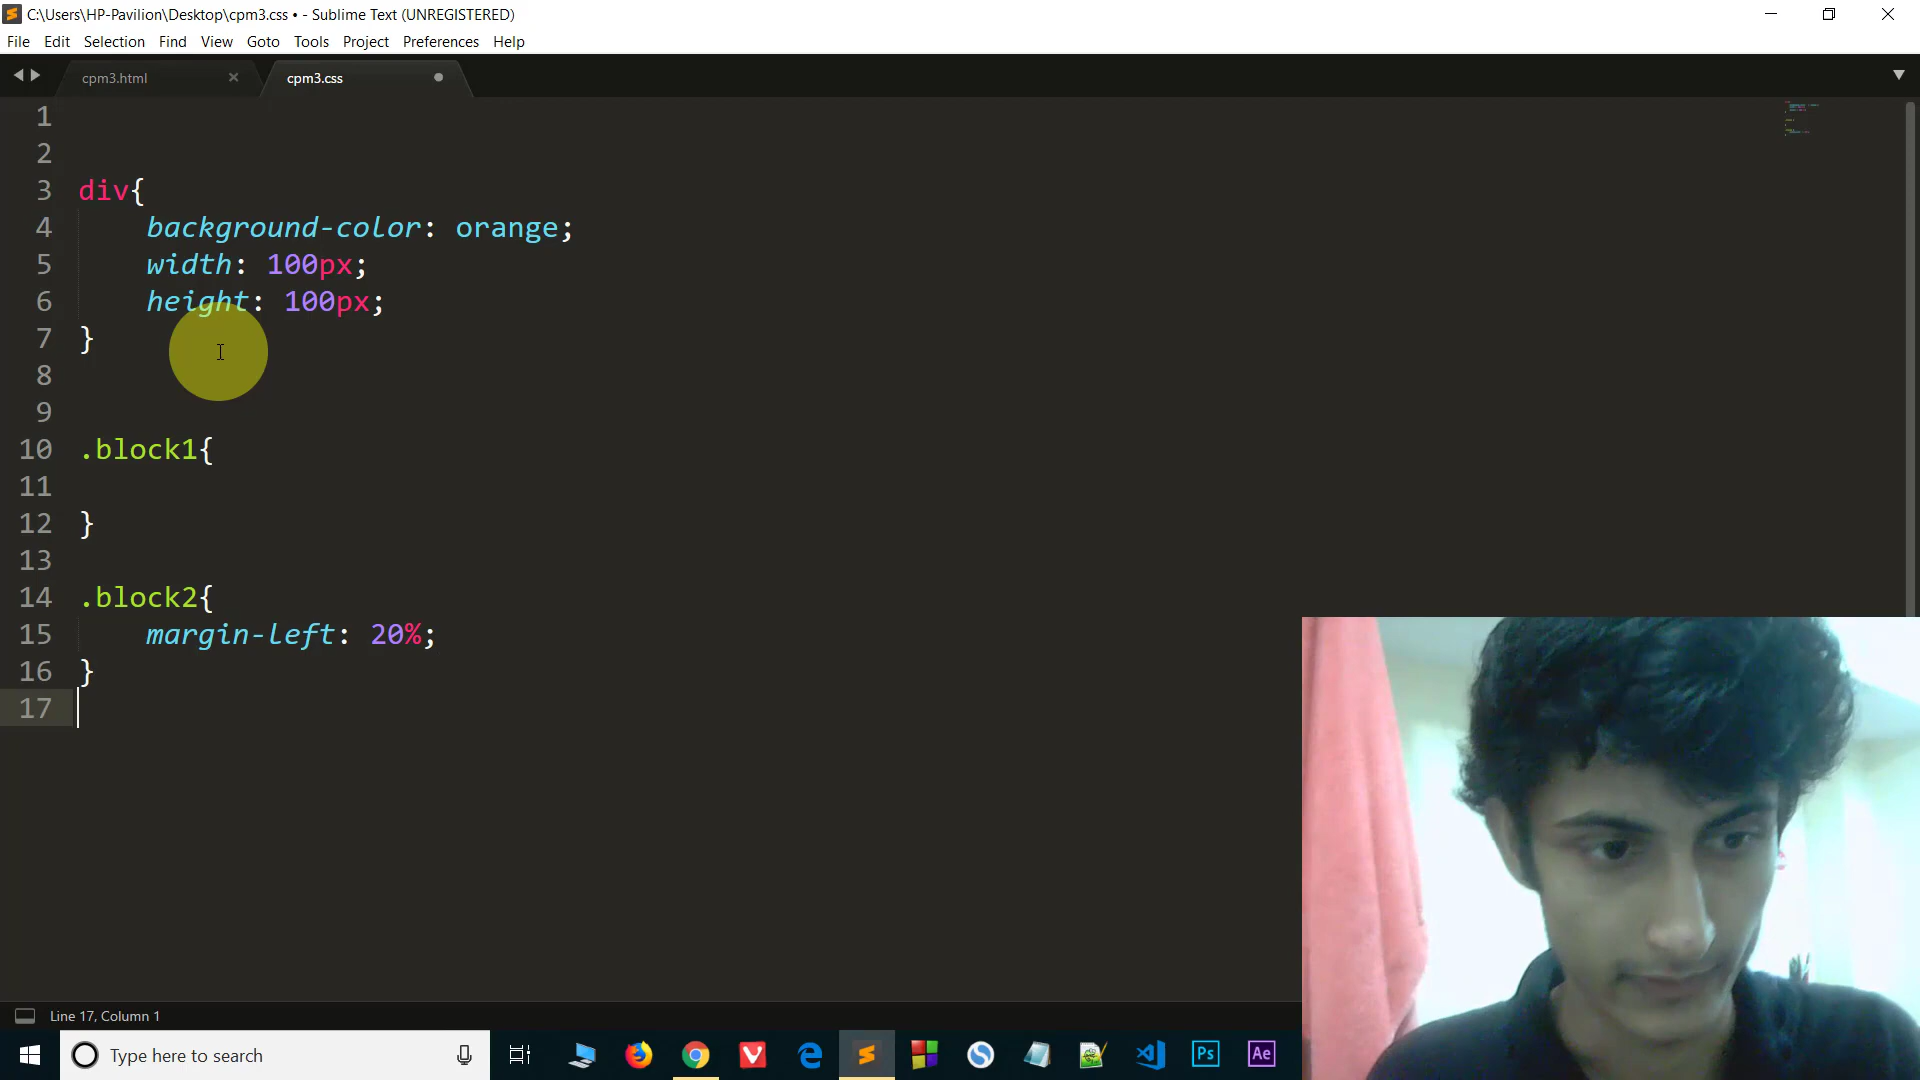 C:\Users\HP-Pavilion\Desktop\cpm3.css • - Sublime Text (UNREGISTERED)
File Edit Selection Find View Goto Tools Project Preferences Help
cpm3.html × cpm3.css
1
2
3 div{
4 background-color: orange;
5 width: 100px;
6 height: 100px;
7 }
8
9
10 .block1{
11
12 }
13
14 .block2{
15 margin-left: 20%;
16 }
17
Line 17, Column 1
Type here to search
Ps Ae